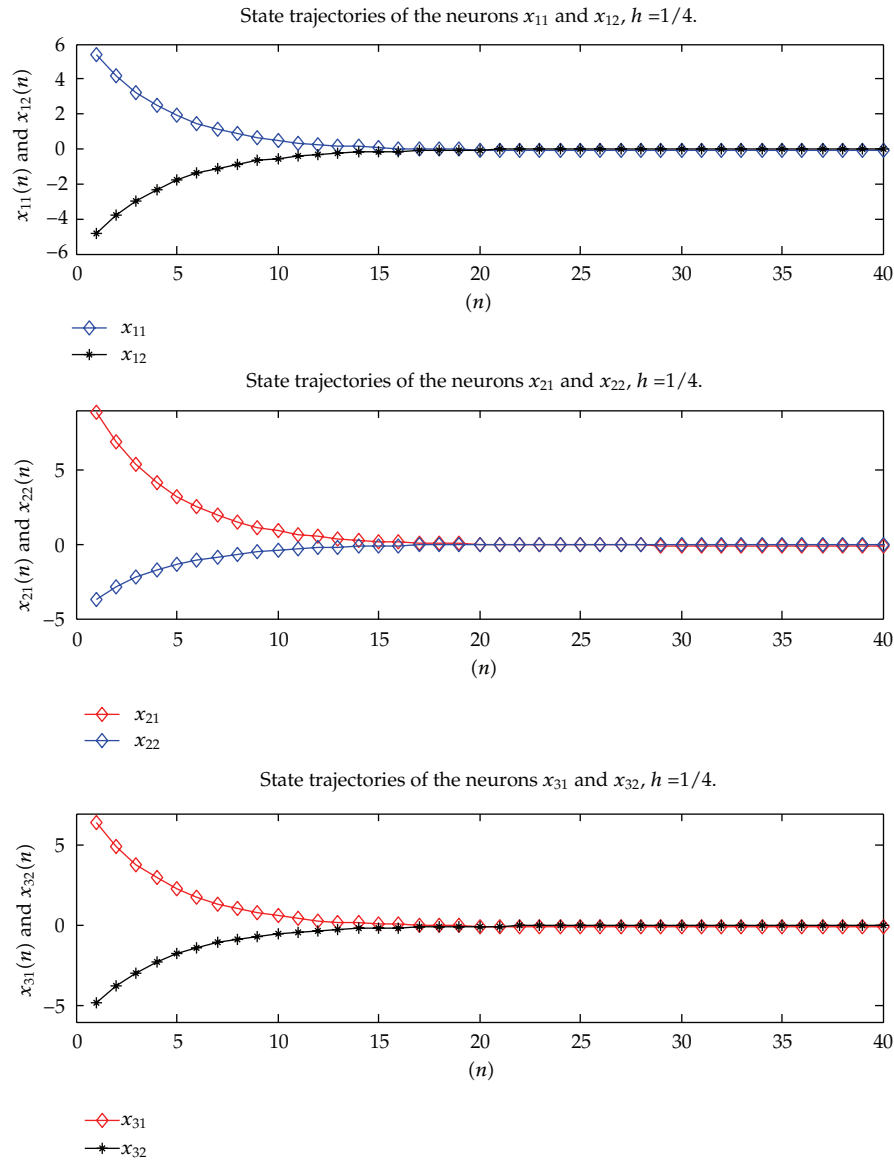 State trajectories of the neurons x₁₁ and x₁₂, h =1/4.
6
4
2
0
−2
−4
−6
x₁₁(n) and x₁₂(n)
0 5 10 15 20 25 30 35 40
(n)
x₁₁
x₁₂
State trajectories of the neurons x₂₁ and x₂₂, h =1/4.
5
0
−5
x₂₁(n) and x₂₂(n)
0 5 10 15 20 25 30 35 40
(n)
x₂₁
x₂₂
State trajectories of the neurons x₃₁ and x₃₂, h =1/4.
5
0
−5
x₃₁(n) and x₃₂(n)
0 5 10 15 20 25 30 35 40
(n)
x₃₁
x₃₂